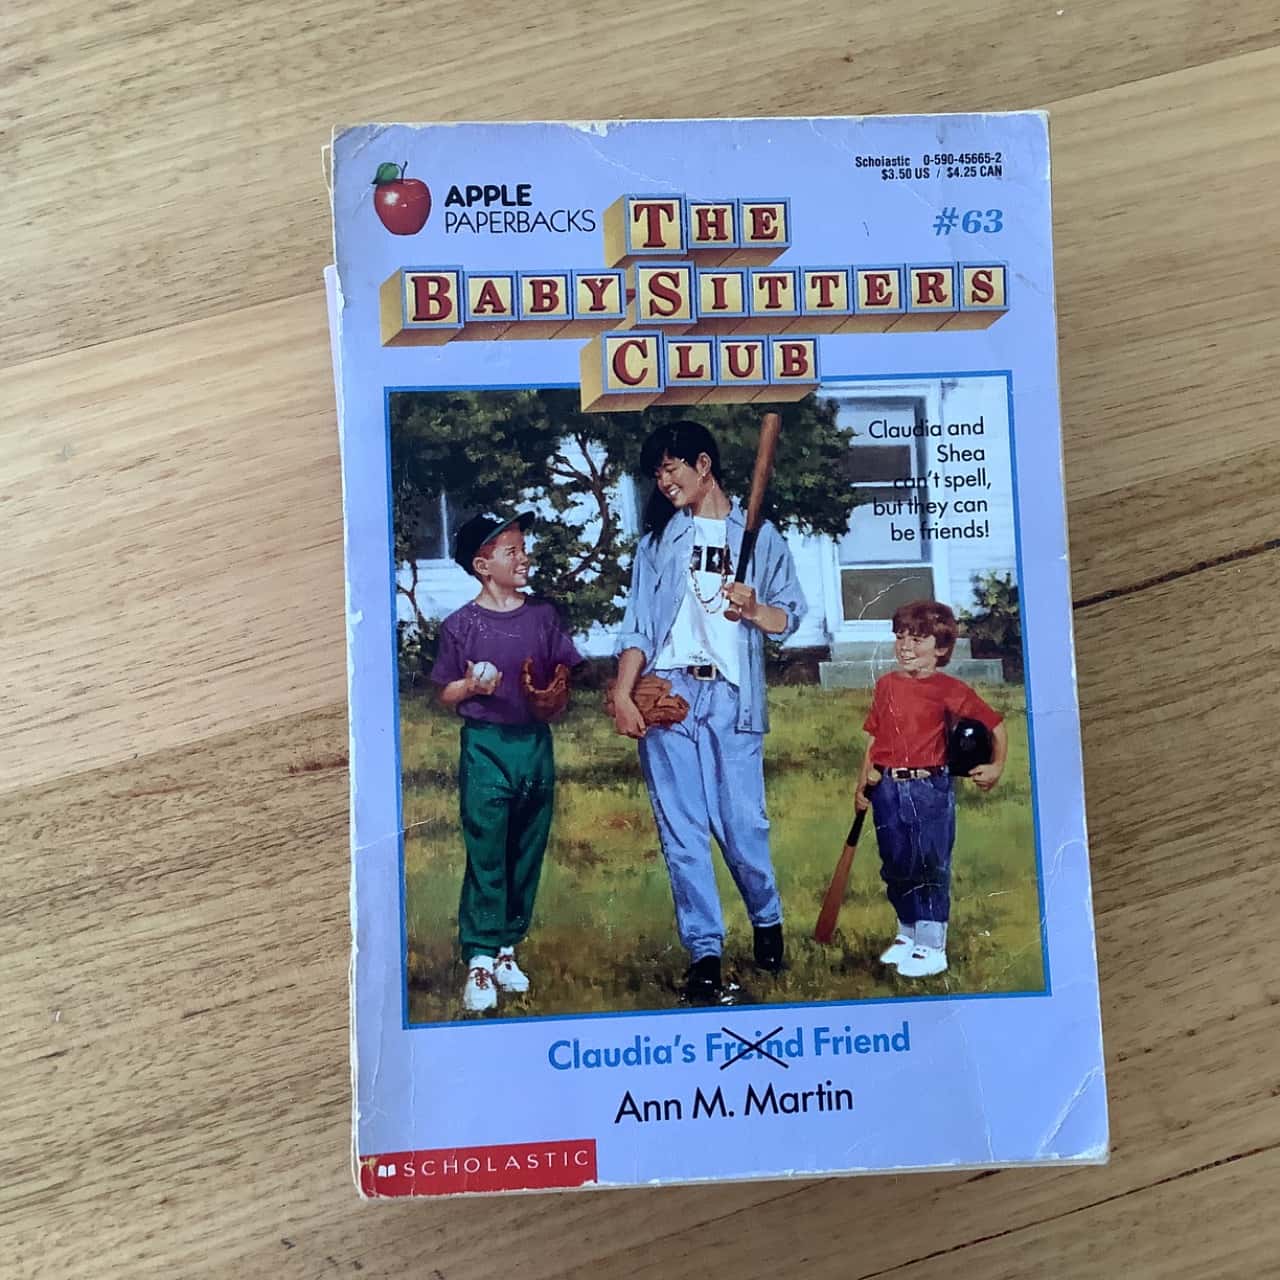 APPLE
PAPERBACKS
Scholastic 0-590-45665-2
$3.50 US / $4.25 CAN
#63
THE
BABY-SITTERS
CLUB
Claudia and
Shea
can't spell,
but they can
be friends!
Claudia's Freind Friend
Ann M. Martin
SCHOLASTIC